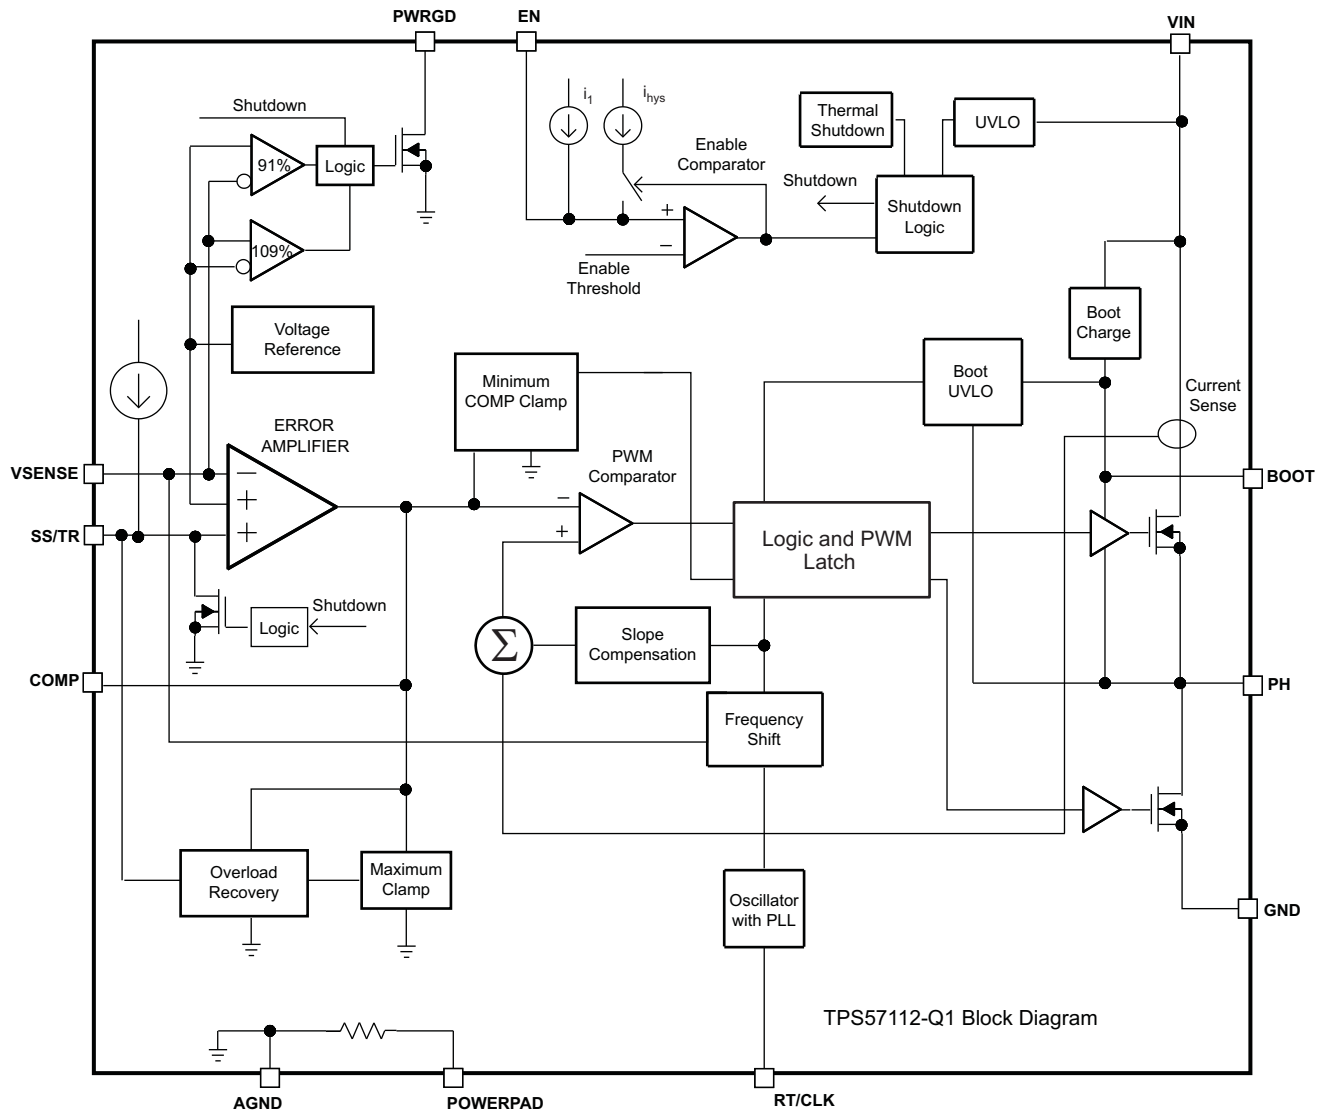 PWRGD
EN
VIN
Shutdown
i1
ihys
Thermal
Shutdown
UVLO
91%
Logic
Enable
Comparator
Shutdown
Shutdown
Logic
+
−
109%
Enable
Threshold
Voltage
Reference
Boot
Charge
Minimum
COMP Clamp
Boot
UVLO
Current
Sense
ERROR
AMPLIFIER
PWM
Comparator
VSENSE
−
+
+
−
+
BOOT
SS/TR
Logic and PWM
Latch
Shutdown
Logic
Σ
Slope
Compensation
COMP
PH
Frequency
Shift
Overload
Recovery
Maximum
Clamp
Oscillator
with PLL
GND
TPS57112-Q1 Block Diagram
AGND
POWERPAD
RT/CLK